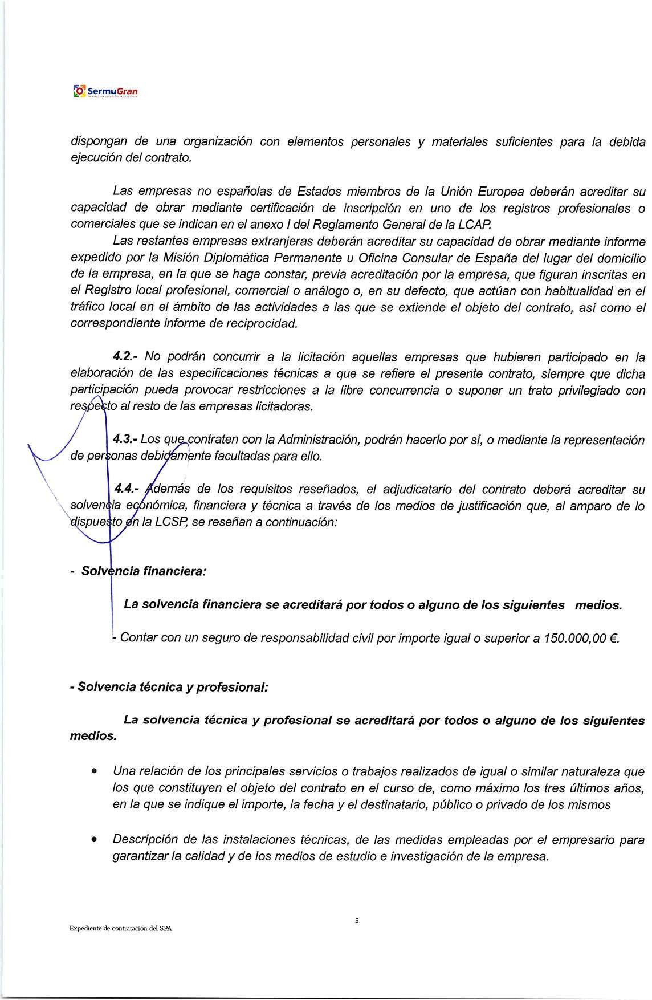 SermuGran
dispongan de una organización con elementos personales y materiales suficientes para la debida
ejecución del contrato.
Las empresas no españolas de Estados miembros de la Unión Europea deberán acreditar su
capacidad de obrar mediante certificación de inscripción en uno de los registros profesionales o
comerciales que se indican en el anexo I del Reglamento General de la LCAP.
Las restantes empresas extranjeras deberán acreditar su capacidad de obrar mediante informe
expedido por la Misión Diplomática Permanente u Oficina Consular de España del lugar del domicilio
de la empresa, en la que se haga constar, previa acreditación por la empresa, que figuran inscritas en
el Registro local profesional, comercial o análogo o, en su defecto, que actúan con habitualidad en el
tráfico local en el ámbito de las actividades a las que se extiende el objeto del contrato, así como el
correspondiente informe de reciprocidad.
4.2.- No podrán concurrir a la licitación aquellas empresas que hubieren participado en la
elaboración de las especificaciones técnicas a que se refiere el presente contrato, siempre que dicha
participación pueda provocar restricciones a la libre concurrencia o suponer un trato privilegiado con
respecto al resto de las empresas licitadoras.
4.3.- Los que contraten con la Administración, podrán hacerlo por sí, o mediante la representación
de personas debidamente facultadas para ello.
4.4.- Además de los requisitos reseñados, el adjudicatario del contrato deberá acreditar su
solvencia económica, financiera y técnica a través de los medios de justificación que, al amparo de lo
dispuesto en la LCSP, se reseñan a continuación:
- Solvencia financiera:
La solvencia financiera se acreditará por todos o alguno de los siguientes medios.
- Contar con un seguro de responsabilidad civil por importe igual o superior a 150.000,00 €.
- Solvencia técnica y profesional:
La solvencia técnica y profesional se acreditará por todos o alguno de los siguientes
medios.
• Una relación de los principales servicios o trabajos realizados de igual o similar naturaleza que
los que constituyen el objeto del contrato en el curso de, como máximo los tres últimos años,
en la que se indique el importe, la fecha y el destinatario, público o privado de los mismos
• Descripción de las instalaciones técnicas, de las medidas empleadas por el empresario para
garantizar la calidad y de los medios de estudio e investigación de la empresa.
5
Expediente de contratación del SPA